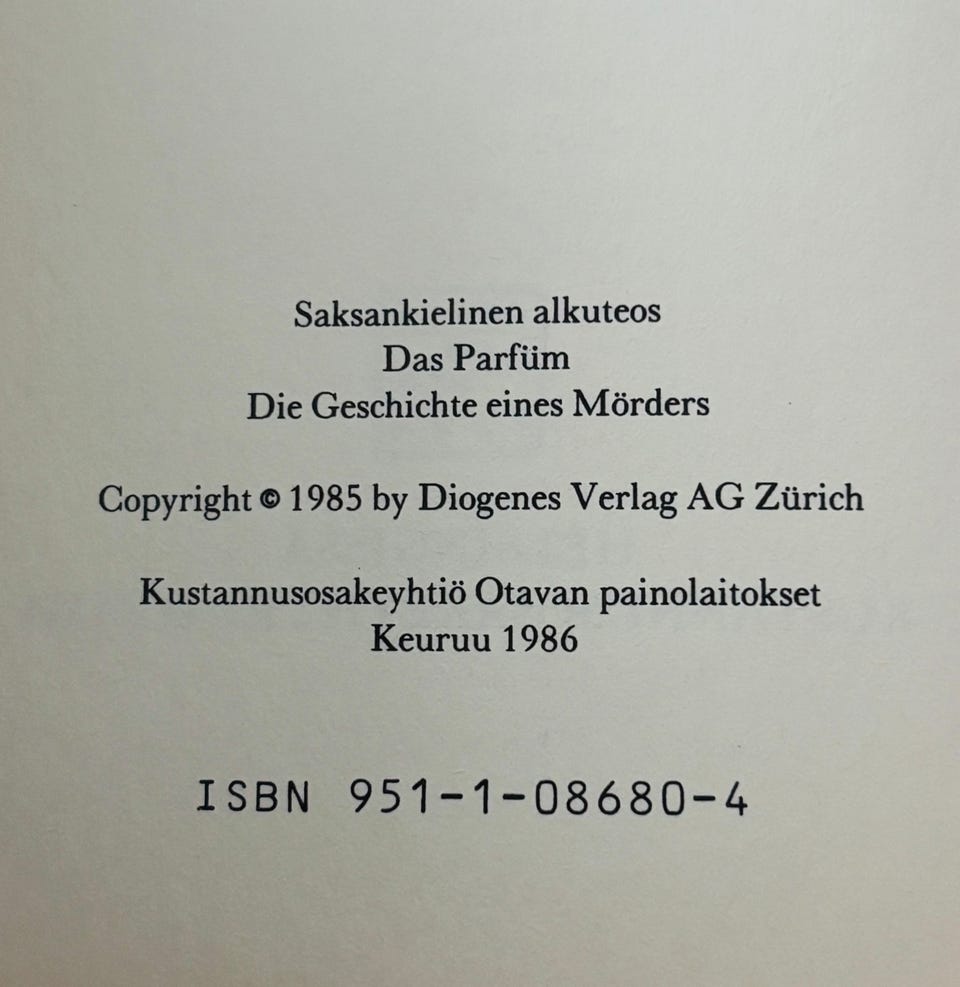 Saksankielinen alkuteos
Das Parfüm
Die Geschichte eines Mörders
Copyright © 1985 by Diogenes Verlag AG Zürich
Kustannusosakeyhtiö Otavan painolaitokset
Keuruu 1986
ISBN 951-1-08680-4